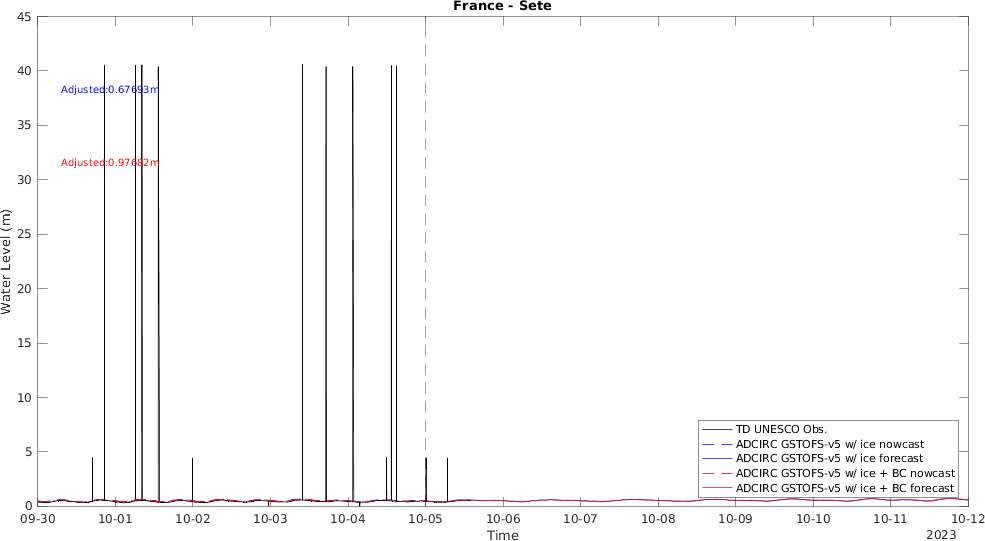 France - Sete
45
40
35
30
25
20
15
10
5
0
Water Level (m)
Adjusted:0.67693m
Adjusted:0.97682m
TD UNESCO Obs.
ADCIRC GSTOFS-v5 w/ ice nowcast
ADCIRC GSTOFS-v5 w/ ice forecast
ADCIRC GSTOFS-v5 w/ ice + BC nowcast
ADCIRC GSTOFS-v5 w/ ice + BC forecast
09-30 10-01 10-02 10-03 10-04 10-05 10-06 10-07 10-08 10-09 10-10 10-11 10-12
Time
2023